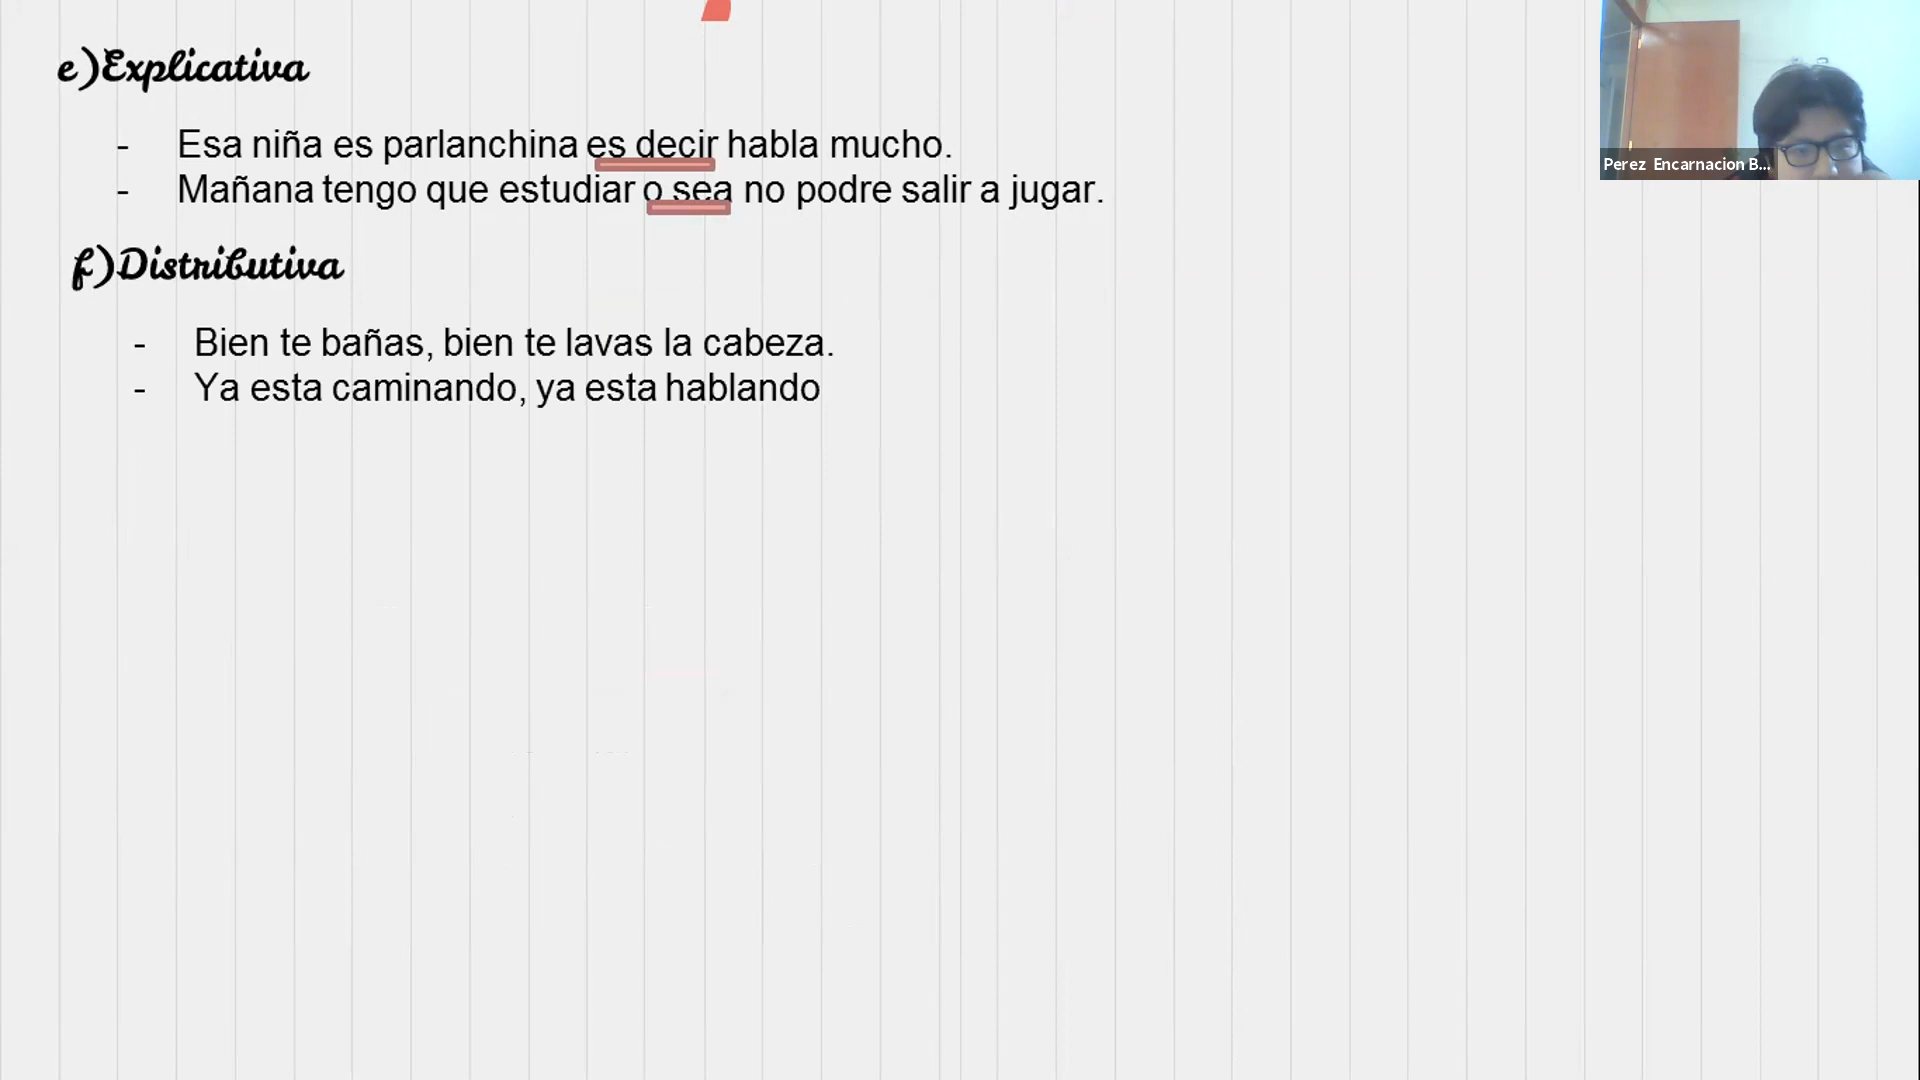 e)Explicativa
- Esa niña es parlanchina es decir habla mucho.
- Mañana tengo que estudiar o sea no podre salir a jugar.
f)Distributiva
- Bien te bañas, bien te lavas la cabeza.
- Ya esta caminando, ya esta hablando
Perez Encarnacion B...